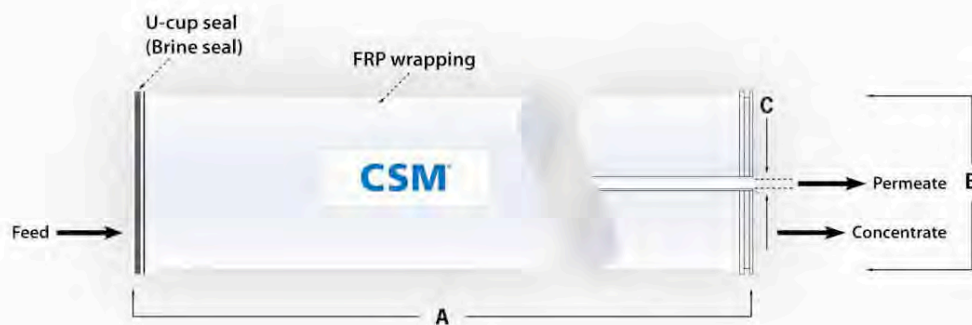 U-cup seal
(Brine seal)
FRP wrapping
C
CSM
Permeate
B
Feed
Concentrate
A